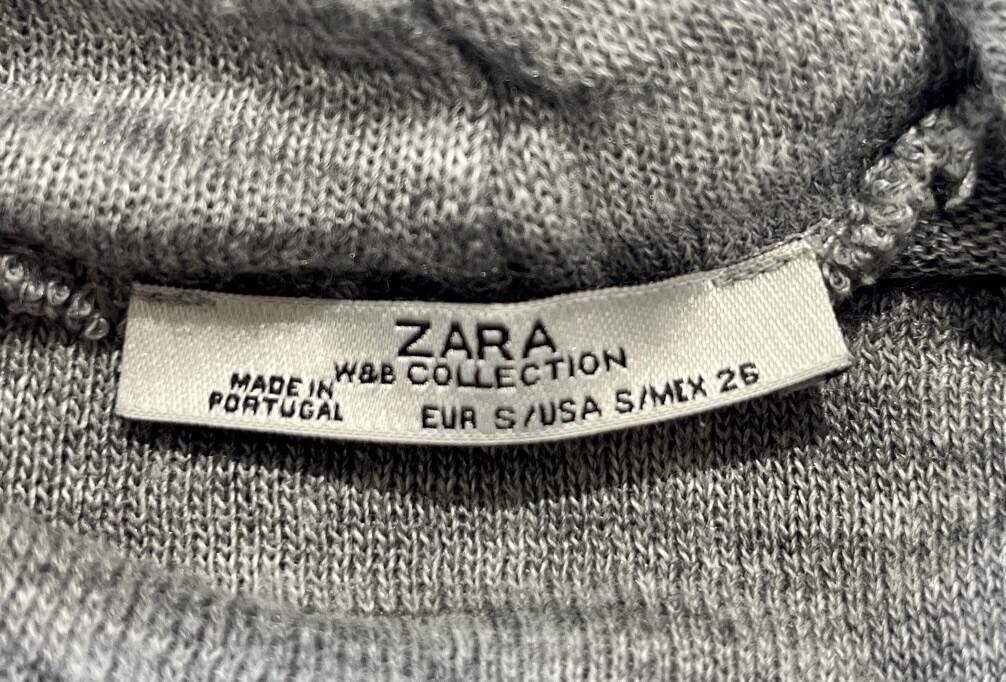 ZARA
W&B COLLECTION
MADE IN
PORTUGAL
EUR S/USA S/MEX 26